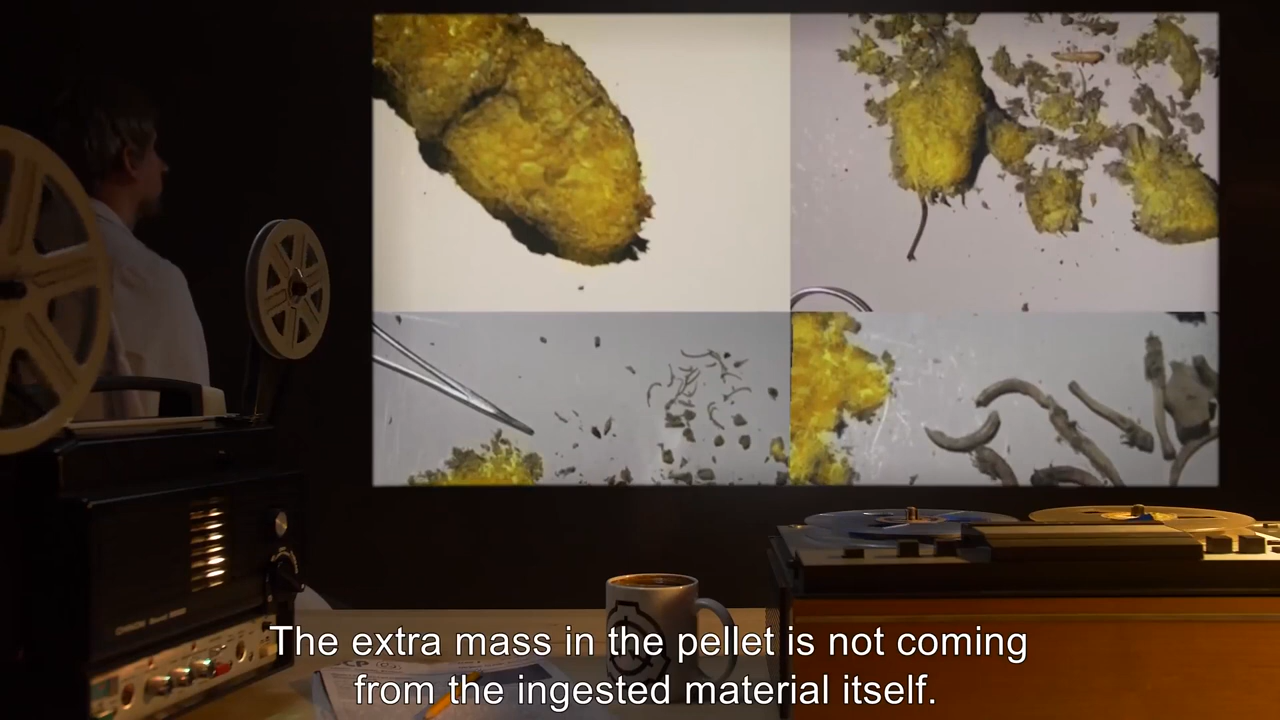 The extra mass in the pellet is not coming
from the ingested material itself.